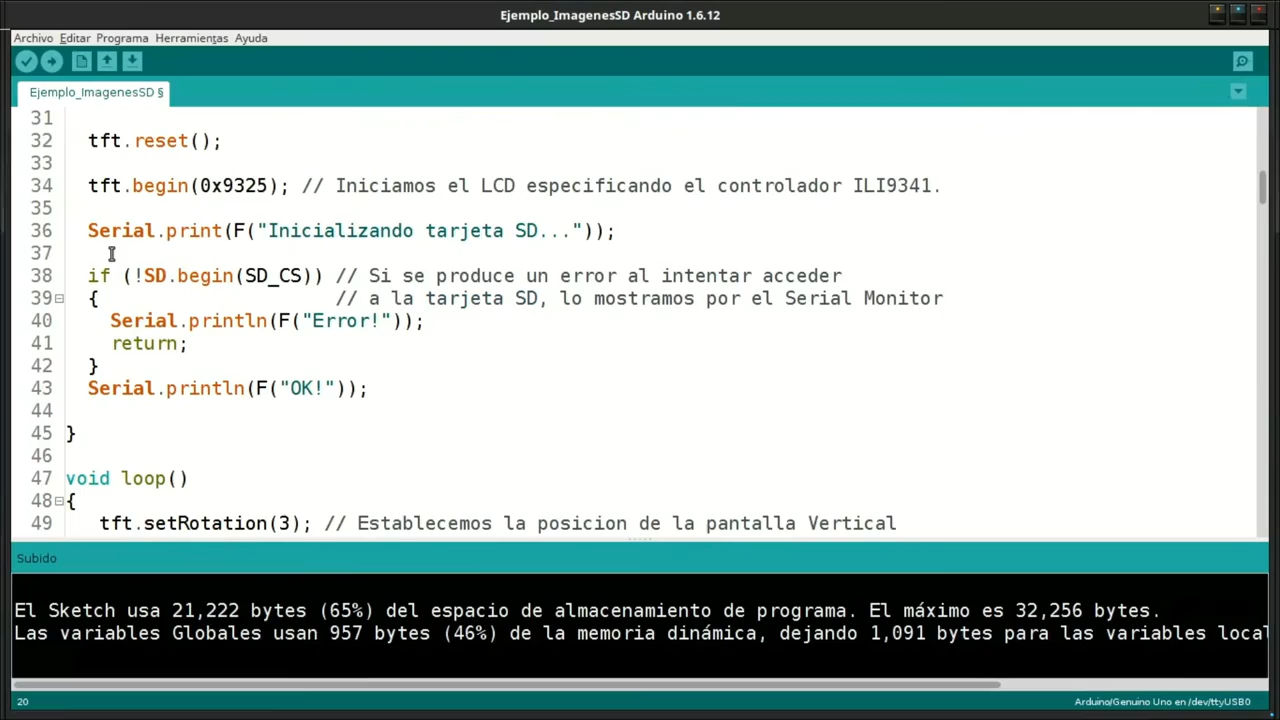 Ejemplo_ImagenesSD Arduino 1.6.12
Archivo Editar Programa Herramientas Ayuda
Ejemplo_ImagenesSD §
31
32 tft.reset();
33
34 tft.begin(0x9325); // Iniciamos el LCD especificando el controlador ILI9341.
35
36 Serial.print(F("Inicializando tarjeta SD..."));
37
38 if (!SD.begin(SD_CS)) // Si se produce un error al intentar acceder
39 { // a la tarjeta SD, lo mostramos por el Serial Monitor
40 Serial.println(F("Error!"));
41 return;
42 }
43 Serial.println(F("OK!"));
44
45 }
46
47 void loop()
48 {
49 tft.setRotation(3); // Establecemos la posicion de la pantalla Vertical
Subido
El Sketch usa 21,222 bytes (65%) del espacio de almacenamiento de programa. El máximo es 32,256 bytes.
Las variables Globales usan 957 bytes (46%) de la memoria dinámica, dejando 1,091 bytes para las variables local
20 Arduino/Genuino Uno en /dev/ttyUSB0